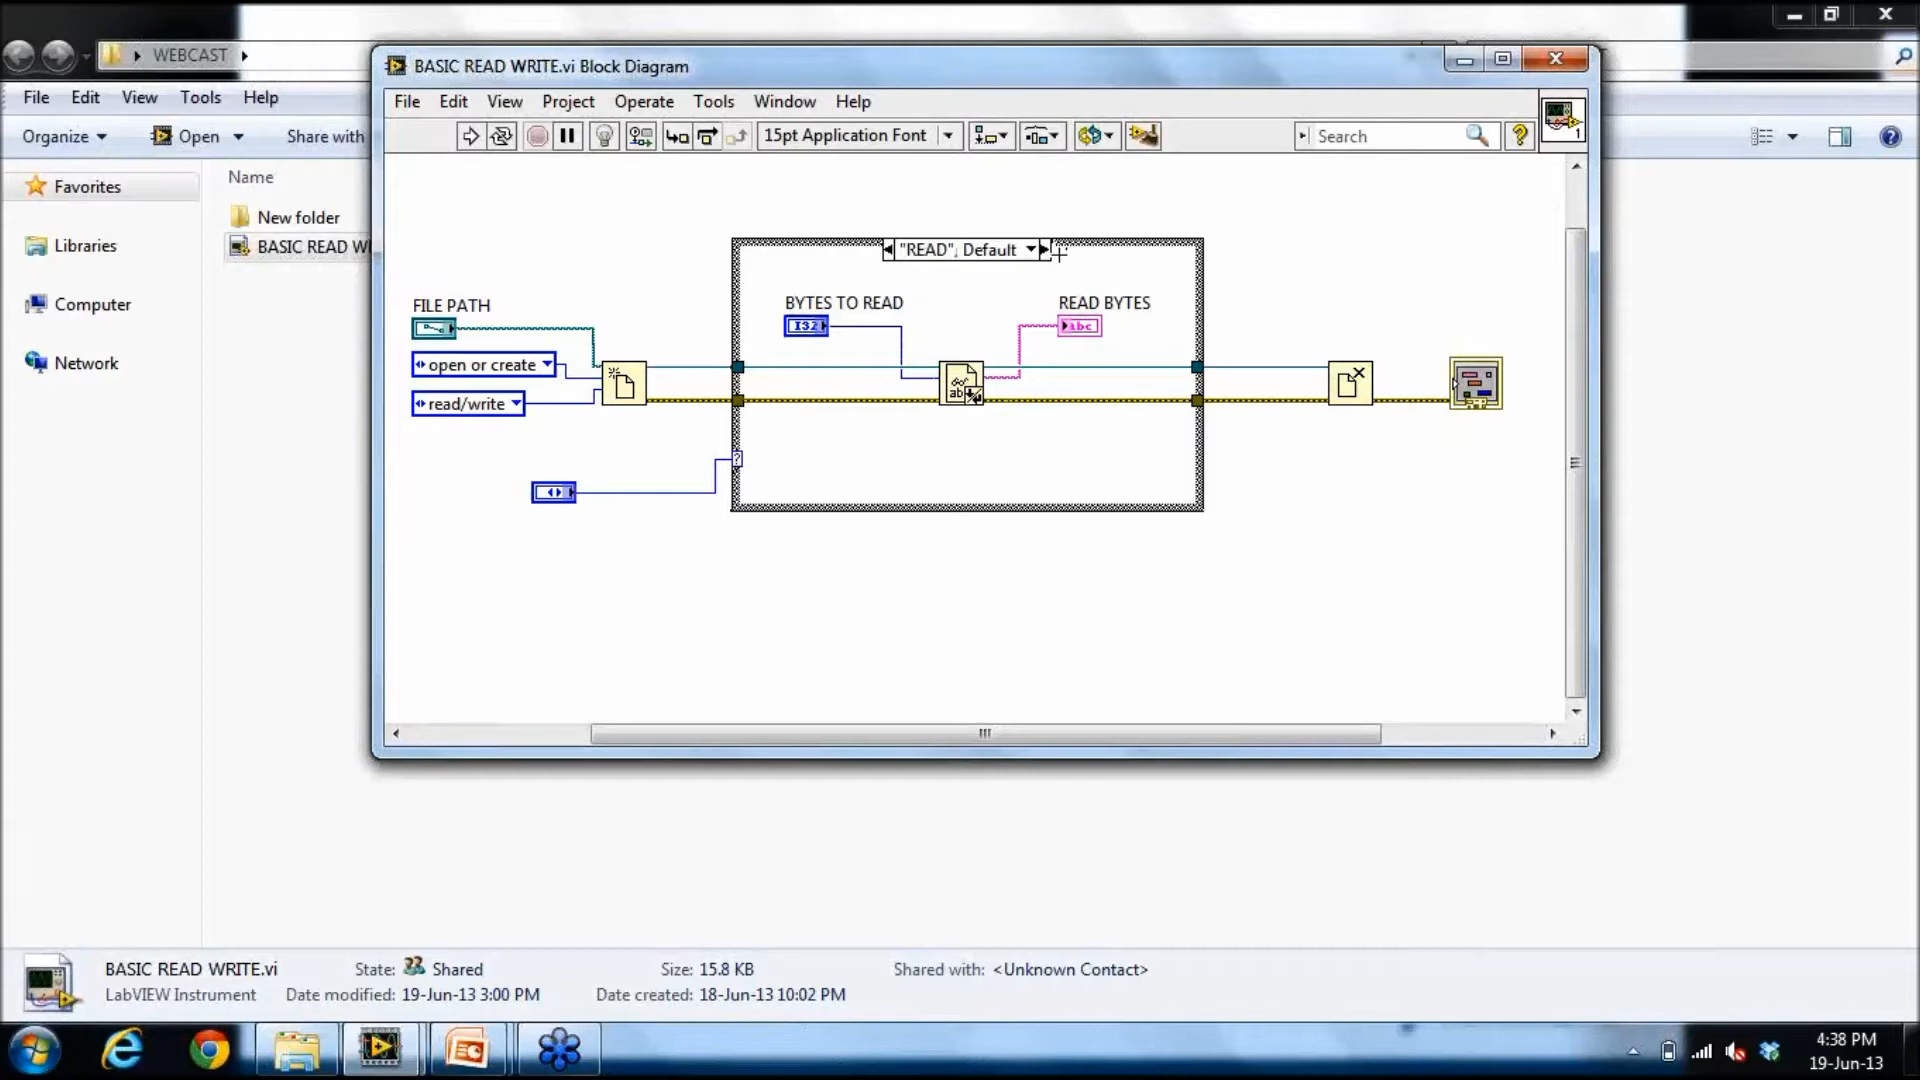 WEBCAST
BASIC READ WRITE.vi Block Diagram
File Edit View Tools Help
File Edit View Project Operate Tools Window Help
Organize Open Share with
15pt Application Font
Search
1
Favorites
Name
New folder
BASIC READ W
Libraries
Computer
Network
"READ", Default
FILE PATH
BYTES TO READ
READ BYTES
I32
abc
open or create
read/write
ab
?
BASIC READ WRITE.vi State: Shared Size: 15.8 KB Shared with: <Unknown Contact>
LabVIEW Instrument Date modified: 19-Jun-13 3:00 PM Date created: 18-Jun-13 10:02 PM
4:38 PM
19-Jun-13